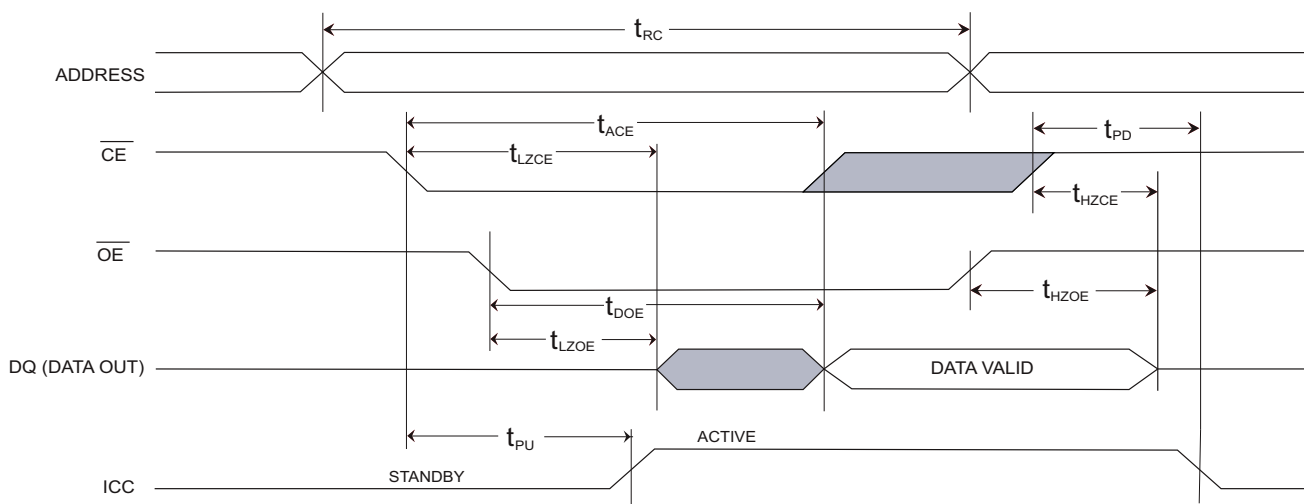 tRC
ADDRESS
tACE
tPD
CE
tLZCE
tHZCE
OE
tDOE
tHZOE
tLZOE
DQ (DATA OUT)
DATA VALID
tPU
ACTIVE
STANDBY
ICC